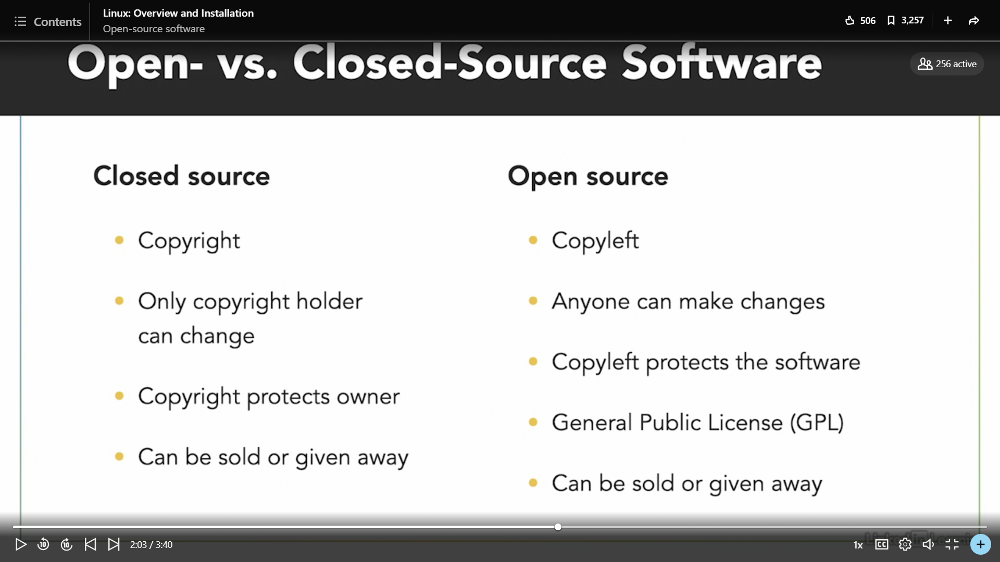 Contents
Linux: Overview and Installation
Open-source software
506
3,257
Open- vs. Closed-Source Software
256 active
Closed source
Copyright
Only copyright holder
can change
Copyright protects owner
Can be sold or given away
Open source
Copyleft
Anyone can make changes
Copyleft protects the software
General Public License (GPL)
Can be sold or given away
10
10
2:03 / 3:40
1x
CC